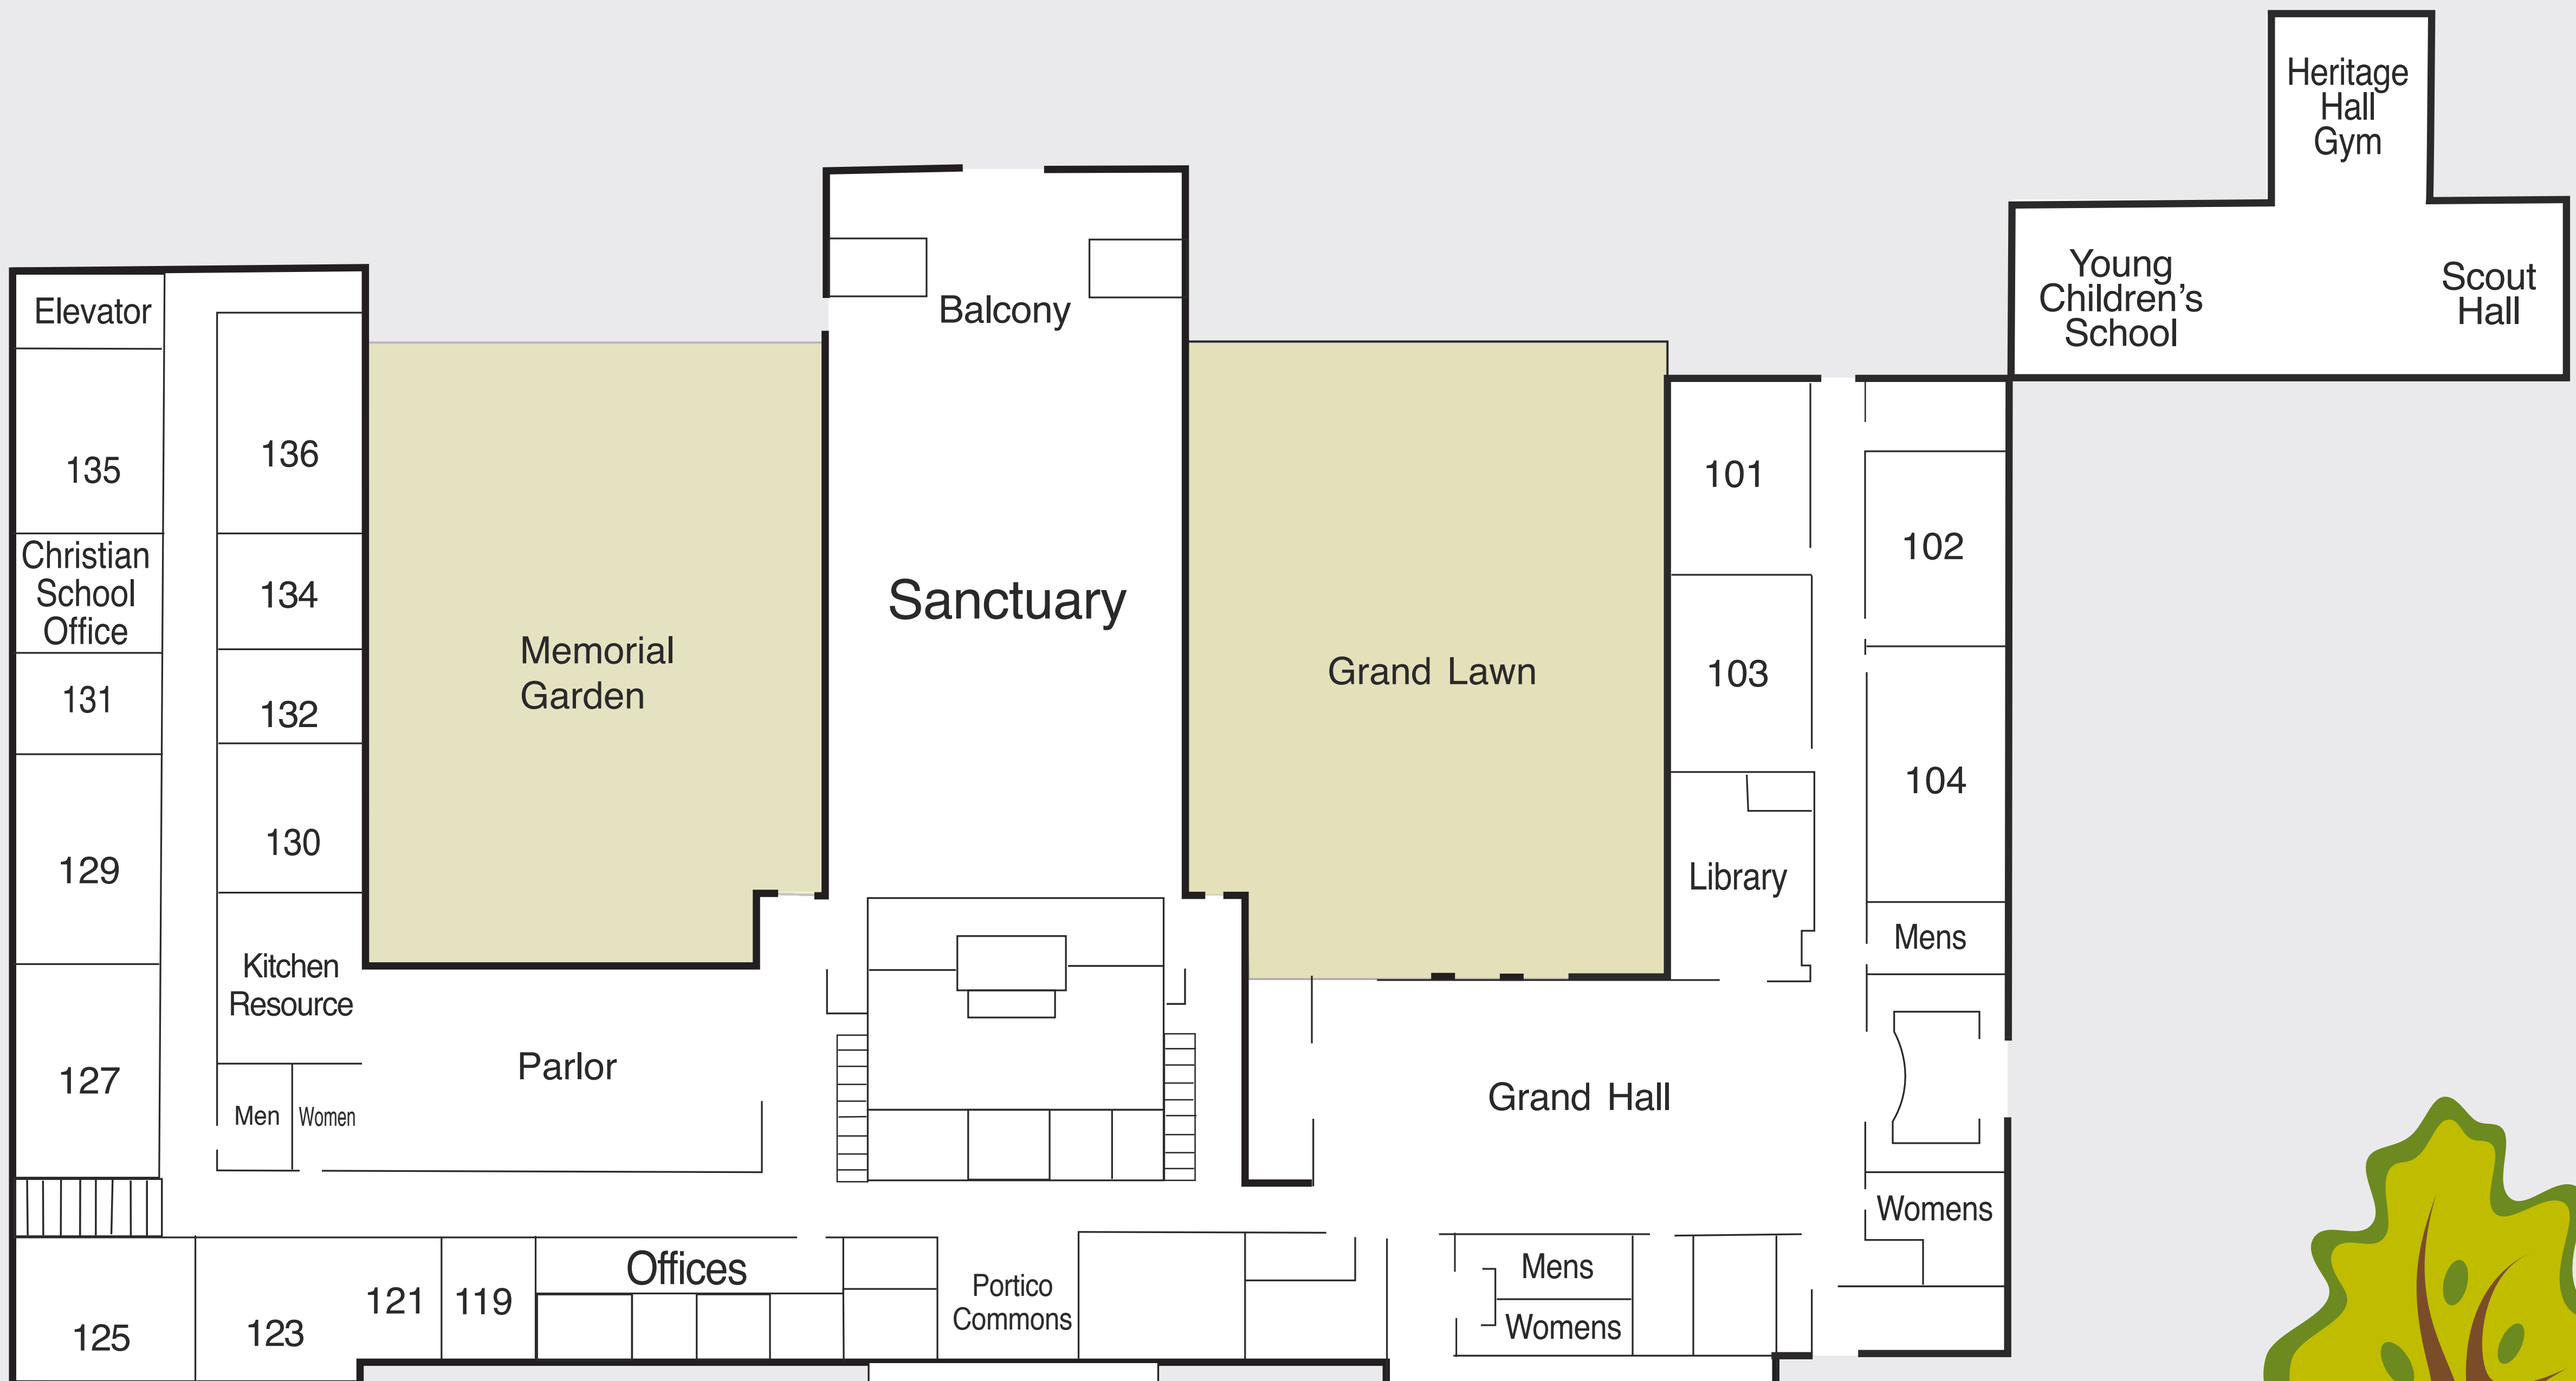 Heritage
Hall
Gym
Young
Children's
School
Scout
Hall
Elevator
Balcony
135
136
101
Christian
School
Office
134
Sanctuary
102
Memorial
Garden
Grand Lawn
103
131
132
104
129
130
Library
Mens
Kitchen
Resource
127
Parlor
Grand Hall
Men
Women
Womens
125
123
121
119
Offices
Portico
Commons
Mens
Womens